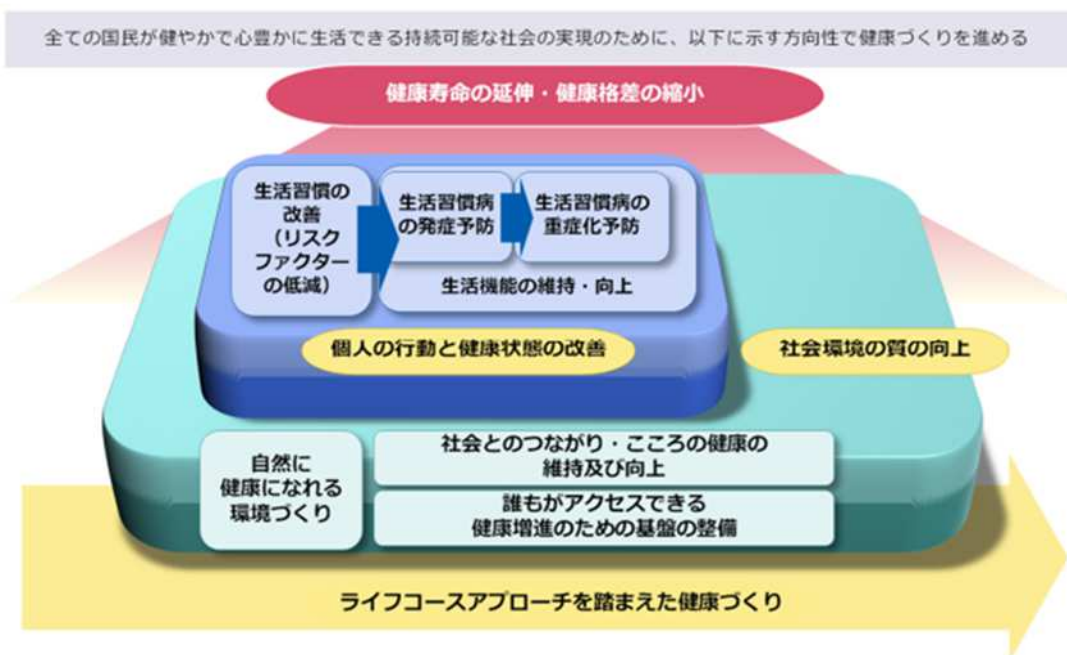 全ての国民が健やかで心豊かに生活できる持続可能な社会の実現のために、以下に示す方向性で健康づくりを進める
健康寿命の延伸・健康格差の縮小
生活習慣の
改善
（リスク
ファクター
の低減）
生活習慣病
の発症予防
生活習慣病の
重症化予防
生活機能の維持・向上
個人の行動と健康状態の改善
社会環境の質の向上
自然に
健康になれる
環境づくり
社会とのつながり・こころの健康の
維持及び向上
誰もがアクセスできる
健康増進のための基盤の整備
ライフコースアプローチを踏まえた健康づくり